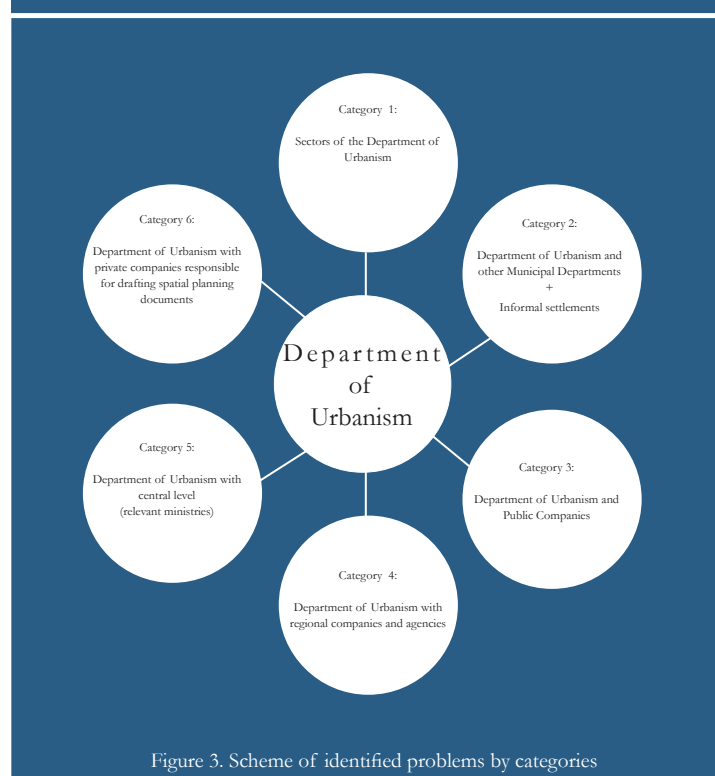 Category 1:
Sectors of the Department of
Urbanism
Category 2:
Department of Urbanism and
other Municipal Departments
+
Informal settlements
Category 3:
Department of Urbanism and
Public Companies
Category 4:
Department of Urbanism with
regional companies and agencies
Category 5:
Department of Urbanism with
central level
(relevant ministries)
Category 6:
Department of Urbanism with
private companies responsible
for drafting spatial planning
documents
Department
of
Urbanism
Figure 3. Scheme of identified problems by categories